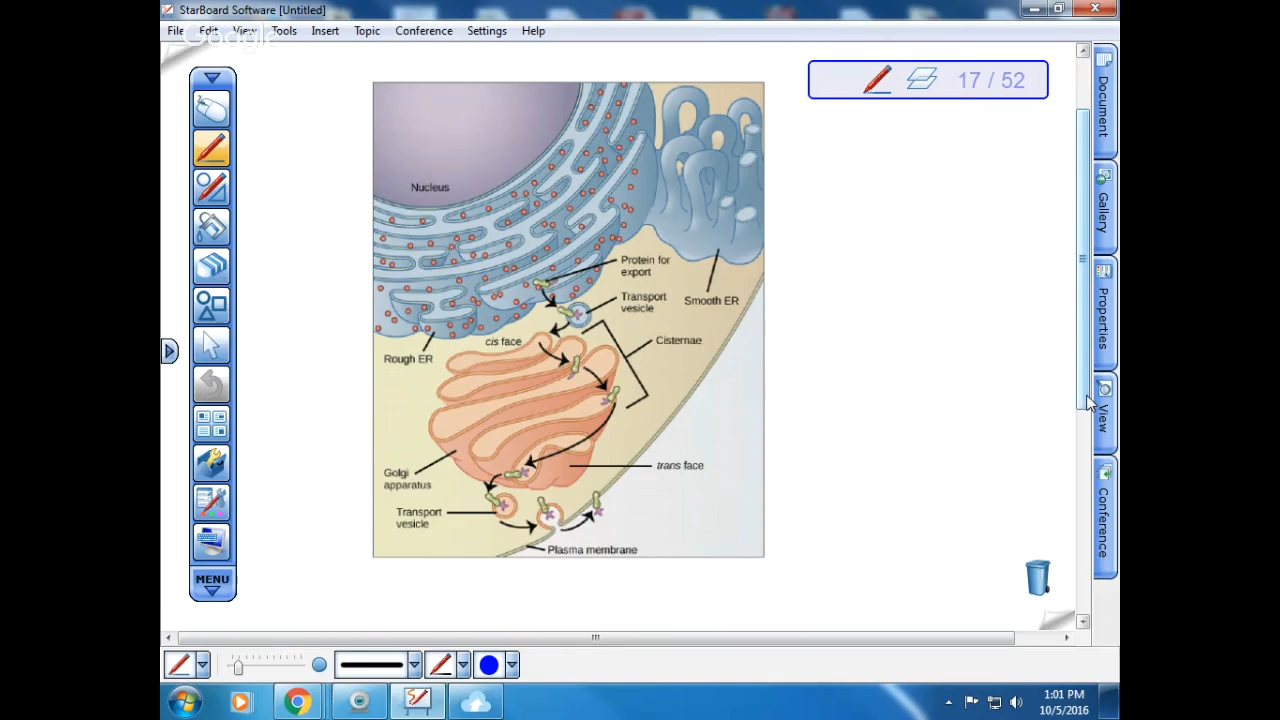 StarBoard Software [Untitled]
File Edit View Tools Insert Topic Conference Settings Help
Google
17 / 52
Nucleus
Protein for
export
Transport
vesicle
Smooth ER
cis face
Cisternae
Rough ER
Golgi
apparatus
trans face
Transport
vesicle
Plasma membrane
MENU
Document
Gallery
Properties
View
Conference
1:01 PM
10/5/2016